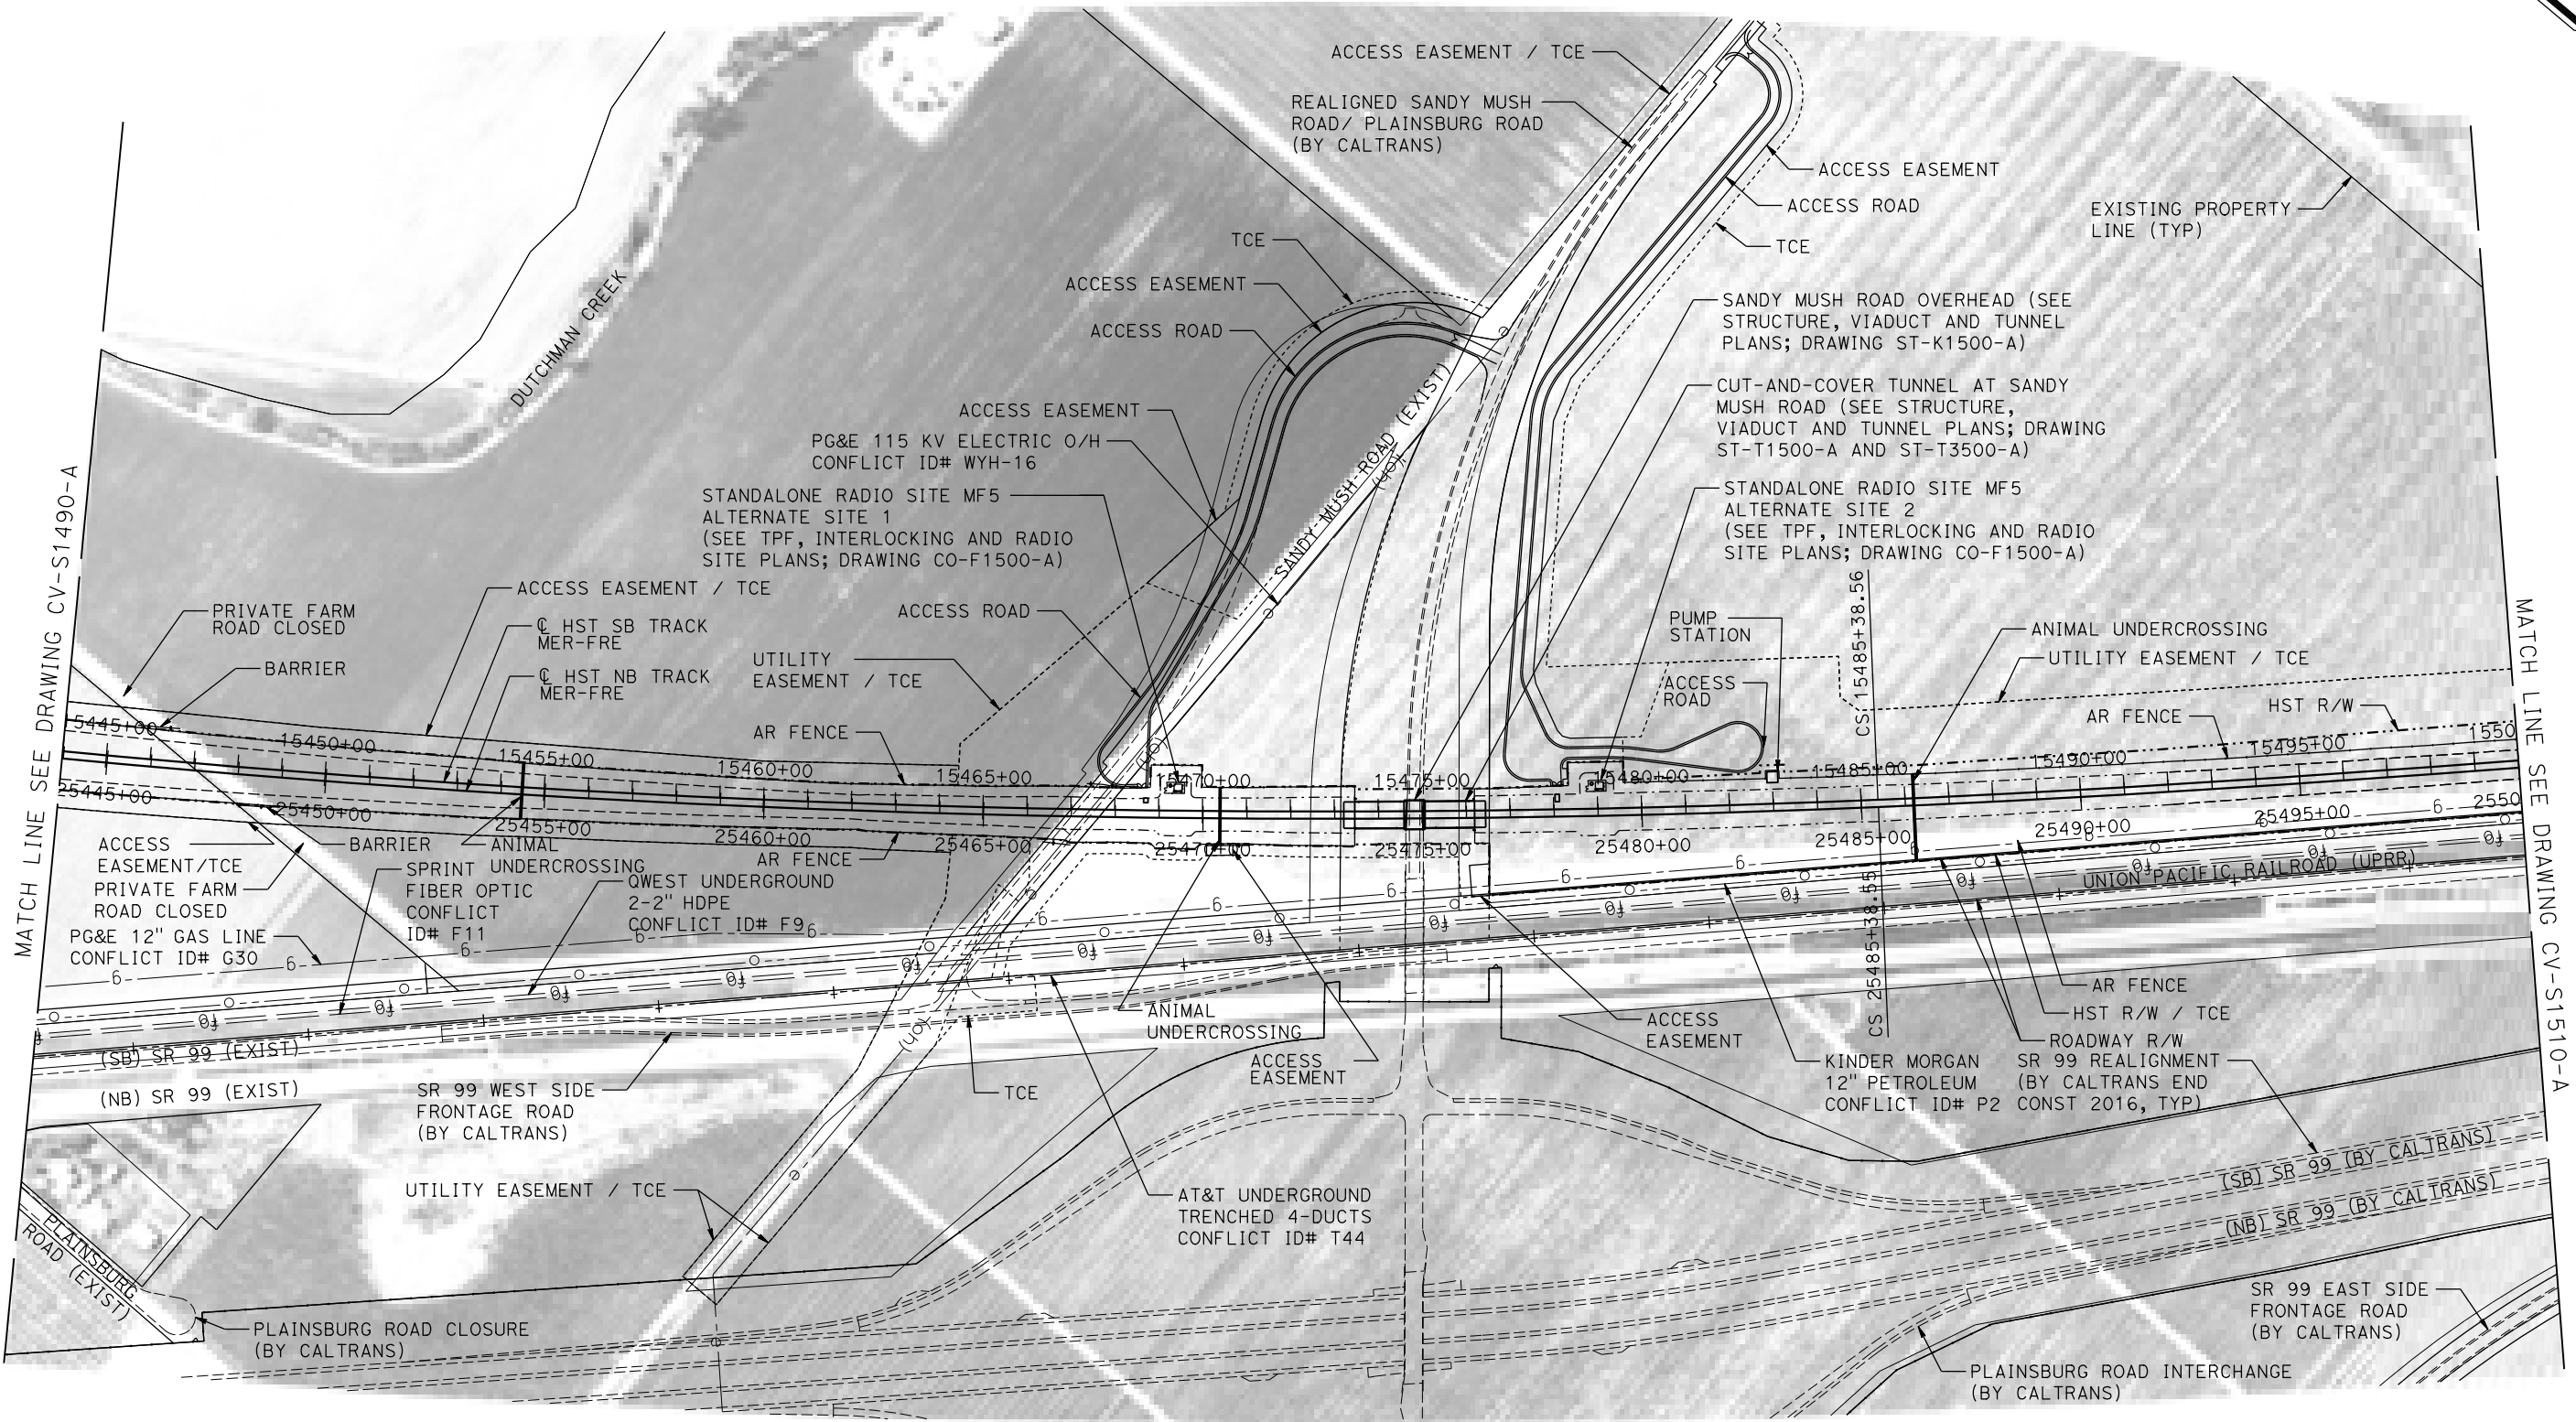 ACCESS EASEMENT / TCE
REALIGNED SANDY MUSH
ROAD/ PLAINSBURG ROAD
(BY CALTRANS)
ACCESS EASEMENT
ACCESS ROAD
TCE
EXISTING PROPERTY
LINE (TYP)
TCE
ACCESS EASEMENT
ACCESS ROAD
DUTCHMAN CREEK
SANDY MUSH ROAD OVERHEAD (SEE
STRUCTURE, VIADUCT AND TUNNEL
PLANS; DRAWING ST-K1500-A)
CUT-AND-COVER TUNNEL AT SANDY
MUSH ROAD (SEE STRUCTURE,
VIADUCT AND TUNNEL PLANS; DRAWING
ST-T1500-A AND ST-T3500-A)
ACCESS EASEMENT
PG&E 115 KV ELECTRIC O/H
CONFLICT ID# WYH-16
STANDALONE RADIO SITE MF5
ALTERNATE SITE 1
(SEE TPF, INTERLOCKING AND RADIO
SITE PLANS; DRAWING CO-F1500-A)
STANDALONE RADIO SITE MF5
ALTERNATE SITE 2
(SEE TPF, INTERLOCKING AND RADIO
SITE PLANS; DRAWING CO-F1500-A)
SANDY MUSH ROAD (EXIST)
(oh)
MATCH LINE SEE DRAWING CV-S1490-A
MATCH LINE SEE DRAWING CV-S1510-A
ACCESS EASEMENT / TCE
PRIVATE FARM
ROAD CLOSED
BARRIER
℄ HST SB TRACK
MER-FRE
℄ HST NB TRACK
MER-FRE
UTILITY
EASEMENT / TCE
ACCESS ROAD
AR FENCE
PUMP
STATION
ACCESS
ROAD
CS 15485+38.56
ANIMAL UNDERCROSSING
UTILITY EASEMENT / TCE
HST R/W
AR FENCE
15445+00
15450+00
15455+00
15460+00
15465+00
15470+00
15475+00
15480+00
15485+00
15490+00
15495+00
1550
(oh)
25445+00
25450+00
25455+00
25460+00
25465+00
25470+00
25475+00
25480+00
25485+00
25490+00
25495+00
2550
ACCESS
EASEMENT/TCE
PRIVATE FARM
ROAD CLOSED
PG&E 12" GAS LINE
CONFLICT ID# G30
BARRIER
ANIMAL
UNDERCROSSING
SPRINT
FIBER OPTIC
CONFLICT
ID# F11
QWEST UNDERGROUND
2-2" HDPE
CONFLICT ID# F9
AR FENCE
UNION PACIFIC RAILROAD (UPRR)
CS 25485+38.55
(SB) SR 99 (EXIST)
(NB) SR 99 (EXIST)
(oh)
SR 99 WEST SIDE
FRONTAGE ROAD
(BY CALTRANS)
TCE
ANIMAL
UNDERCROSSING
ACCESS
EASEMENT
ACCESS
EASEMENT
AR FENCE
HST R/W / TCE
ROADWAY R/W
KINDER MORGAN
12" PETROLEUM
CONFLICT ID# P2
SR 99 REALIGNMENT
(BY CALTRANS END
CONST 2016, TYP)
UTILITY EASEMENT / TCE
AT&T UNDERGROUND
TRENCHED 4-DUCTS
CONFLICT ID# T44
(SB) SR 99 (BY CALTRANS)
(NB) SR 99 (BY CALTRANS)
PLAINSBURG
ROAD (EXIST)
PLAINSBURG ROAD CLOSURE
(BY CALTRANS)
SR 99 EAST SIDE
FRONTAGE ROAD
(BY CALTRANS)
PLAINSBURG ROAD INTERCHANGE
(BY CALTRANS)